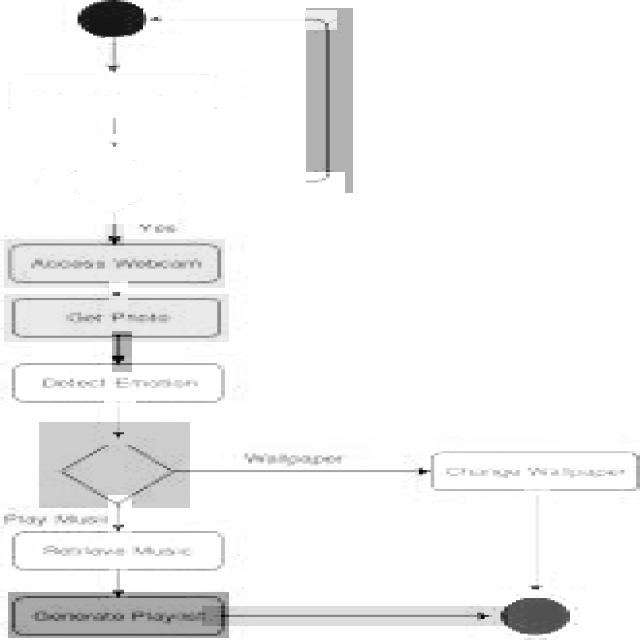 Yes
Access Webcam
Get Photo
Detect Emotion
Wallpaper
Change Wallpaper
Play Music
Retrieve Music
Generate Playlist